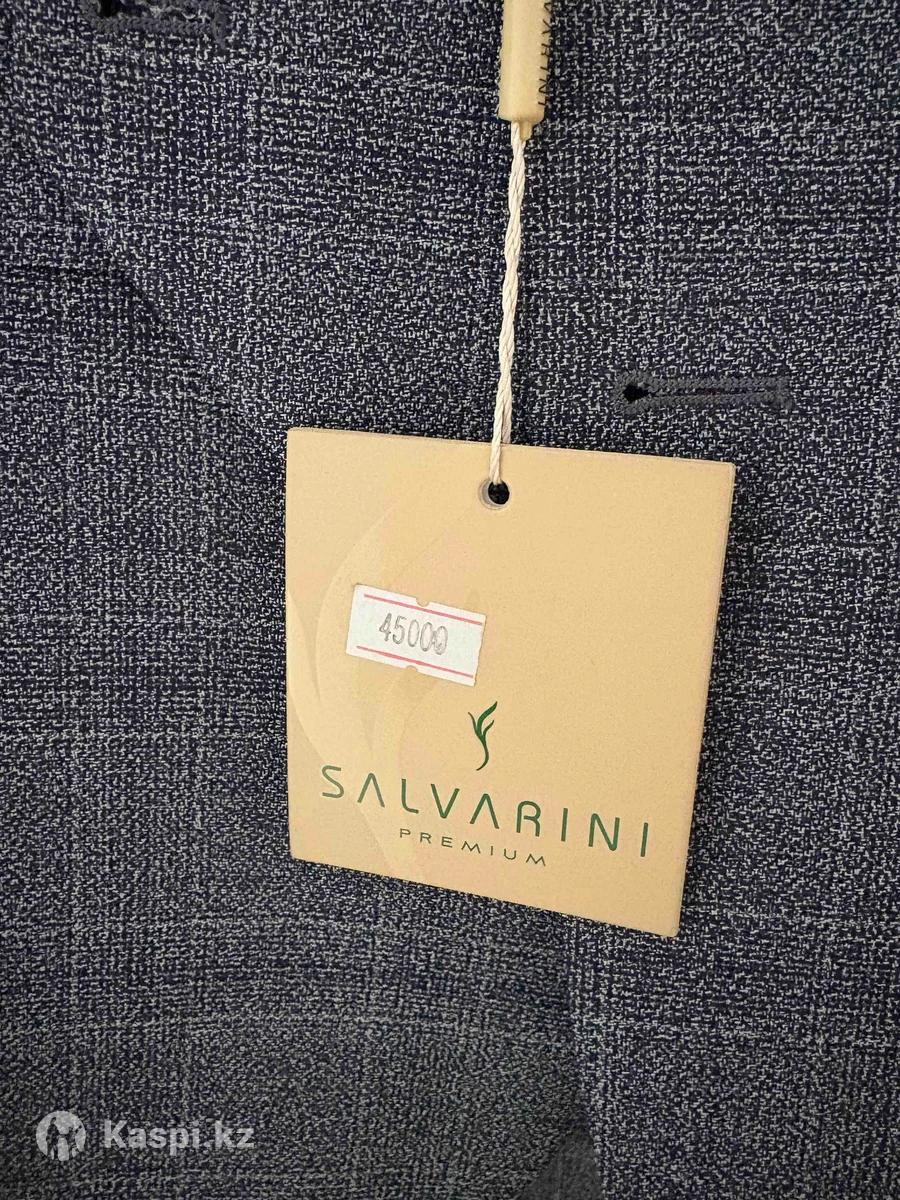 45000
SALVARINI
PREMIUM
Kaspi.kz